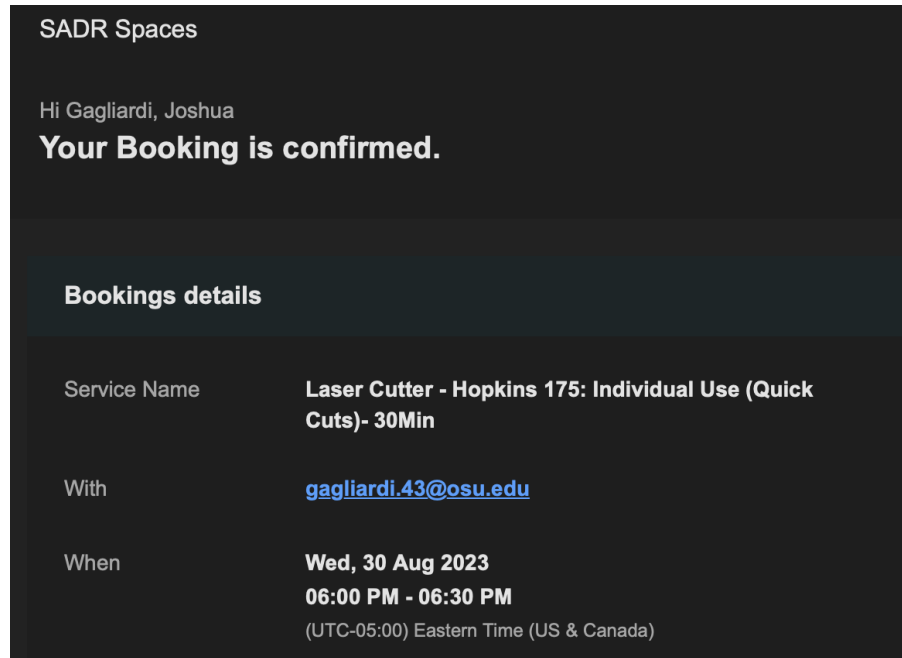 SADR Spaces
Hi Gagliardi, Joshua
Your Booking is confirmed.
Bookings details
Service Name
Laser Cutter - Hopkins 175: Individual Use (Quick
Cuts)- 30Min
With
gagliardi.43@osu.edu
When
Wed, 30 Aug 2023
06:00 PM - 06:30 PM
(UTC-05:00) Eastern Time (US & Canada)